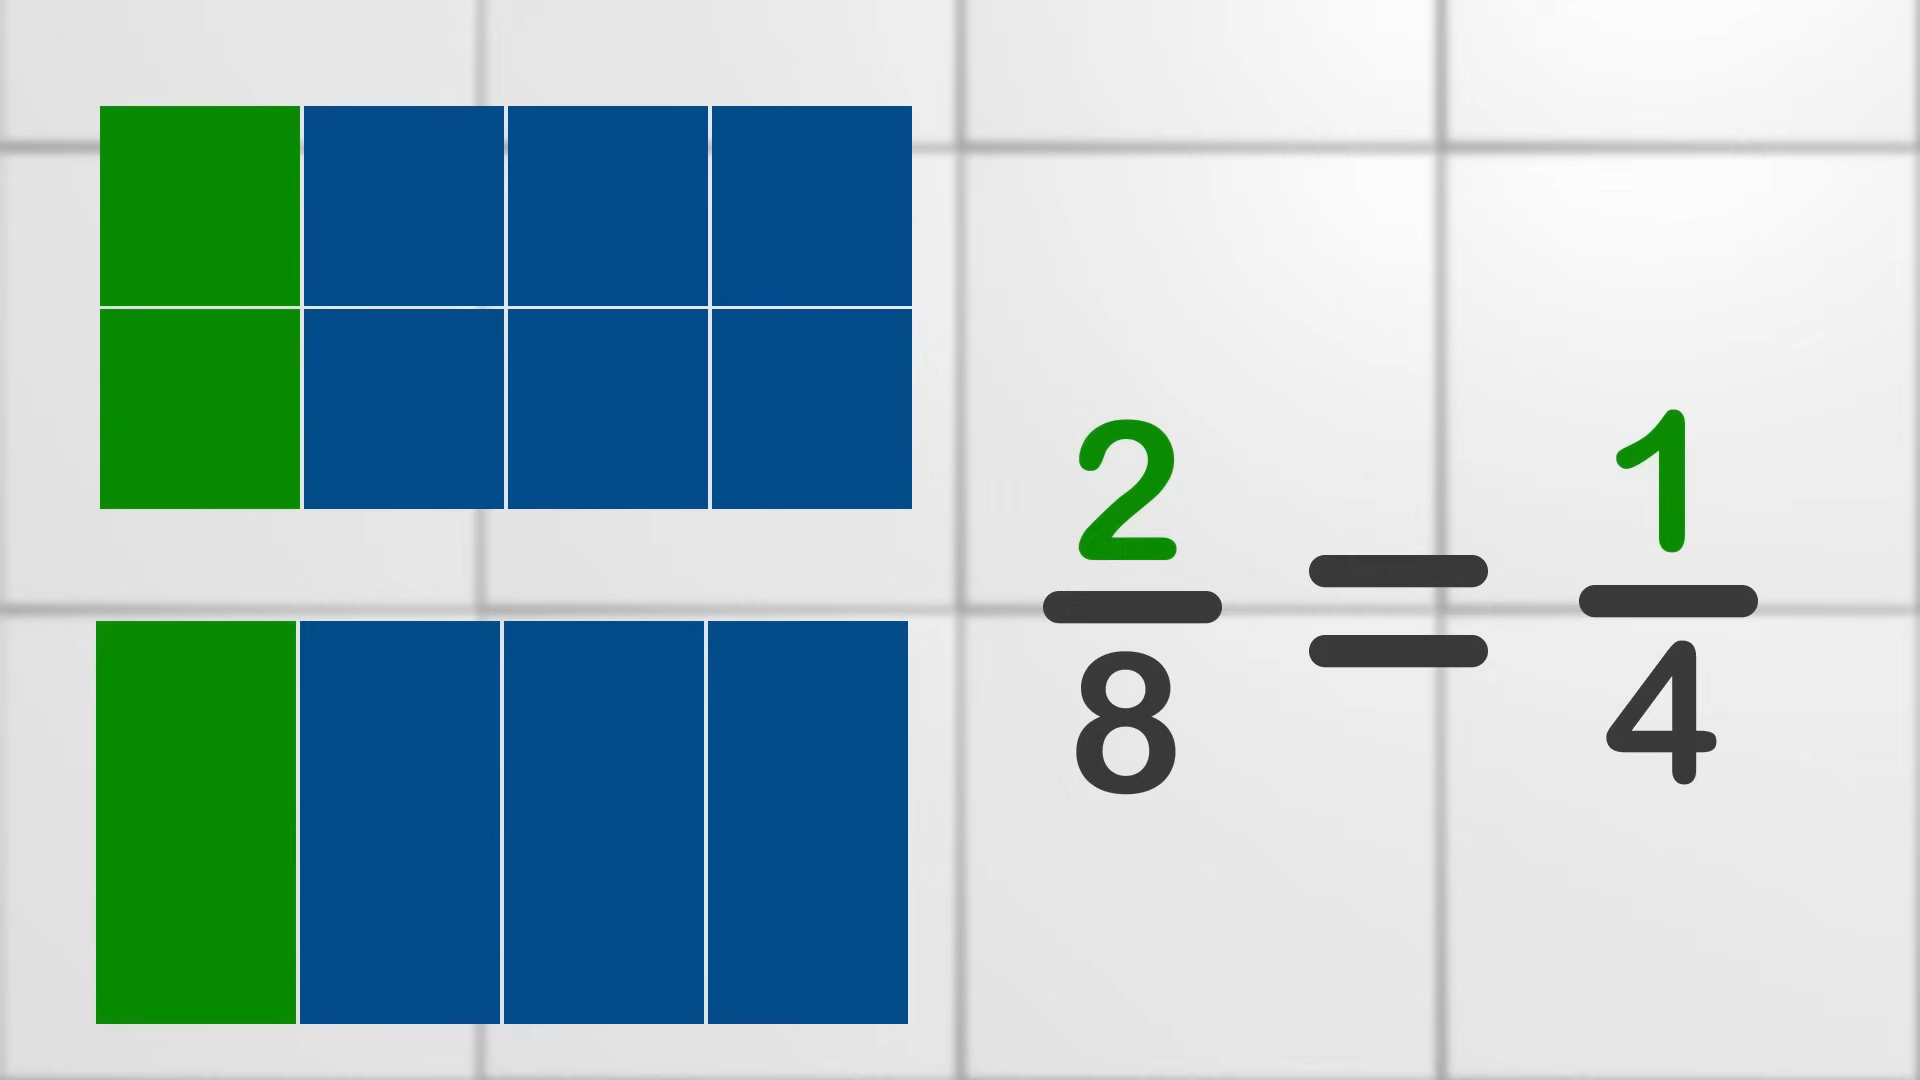 2/8 = 1/4